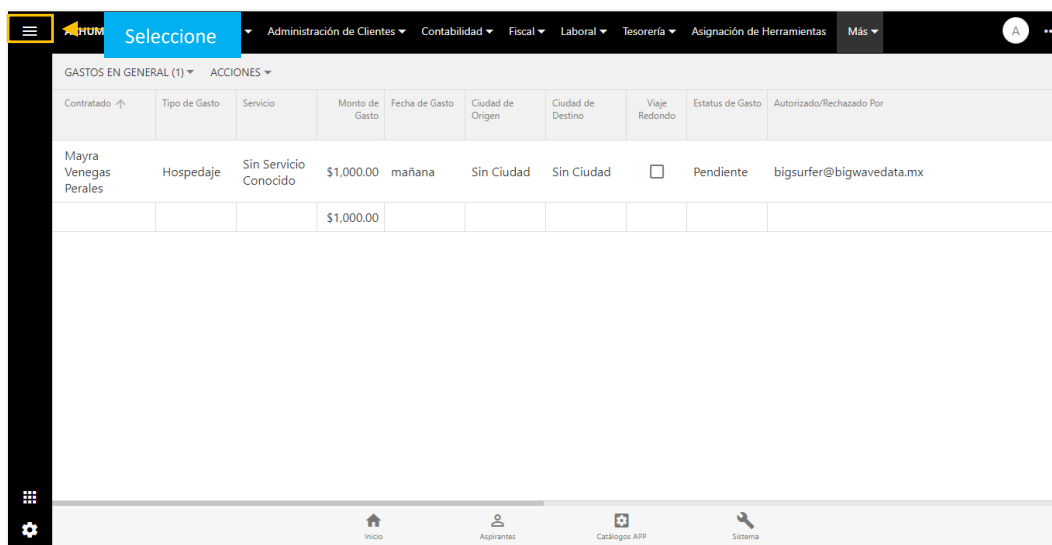 Seleccione
Administración de Clientes Contabilidad Fiscal Laboral Tesorería Asignación de Herramientas Más A
GASTOS EN GENERAL (1) ACCIONES
Contratado Tipo de Gasto Servicio Monto de Gasto Fecha de Gasto Ciudad de Origen Ciudad de Destino Viaje Redondo Estatus de Gasto Autorizado/Rechazado Por
Mayra Venegas Perales Hospedaje Sin Servicio Conocido $1,000.00 mañana Sin Ciudad Sin Ciudad Pendiente bigsurfer@bigwavedata.mx
$1,000.00
Inicio Aspirantes Catálogos APP Sistema